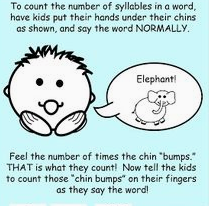 To count the number of syllables in a word,
have kids put their hands under their chins
as shown, and say the word NORMALLY.
Elephant!
Feel the number of times the chin "bumps."
THAT is what they count!  Now tell the kids
to count those "chin bumps" on their fingers
as they say the word!